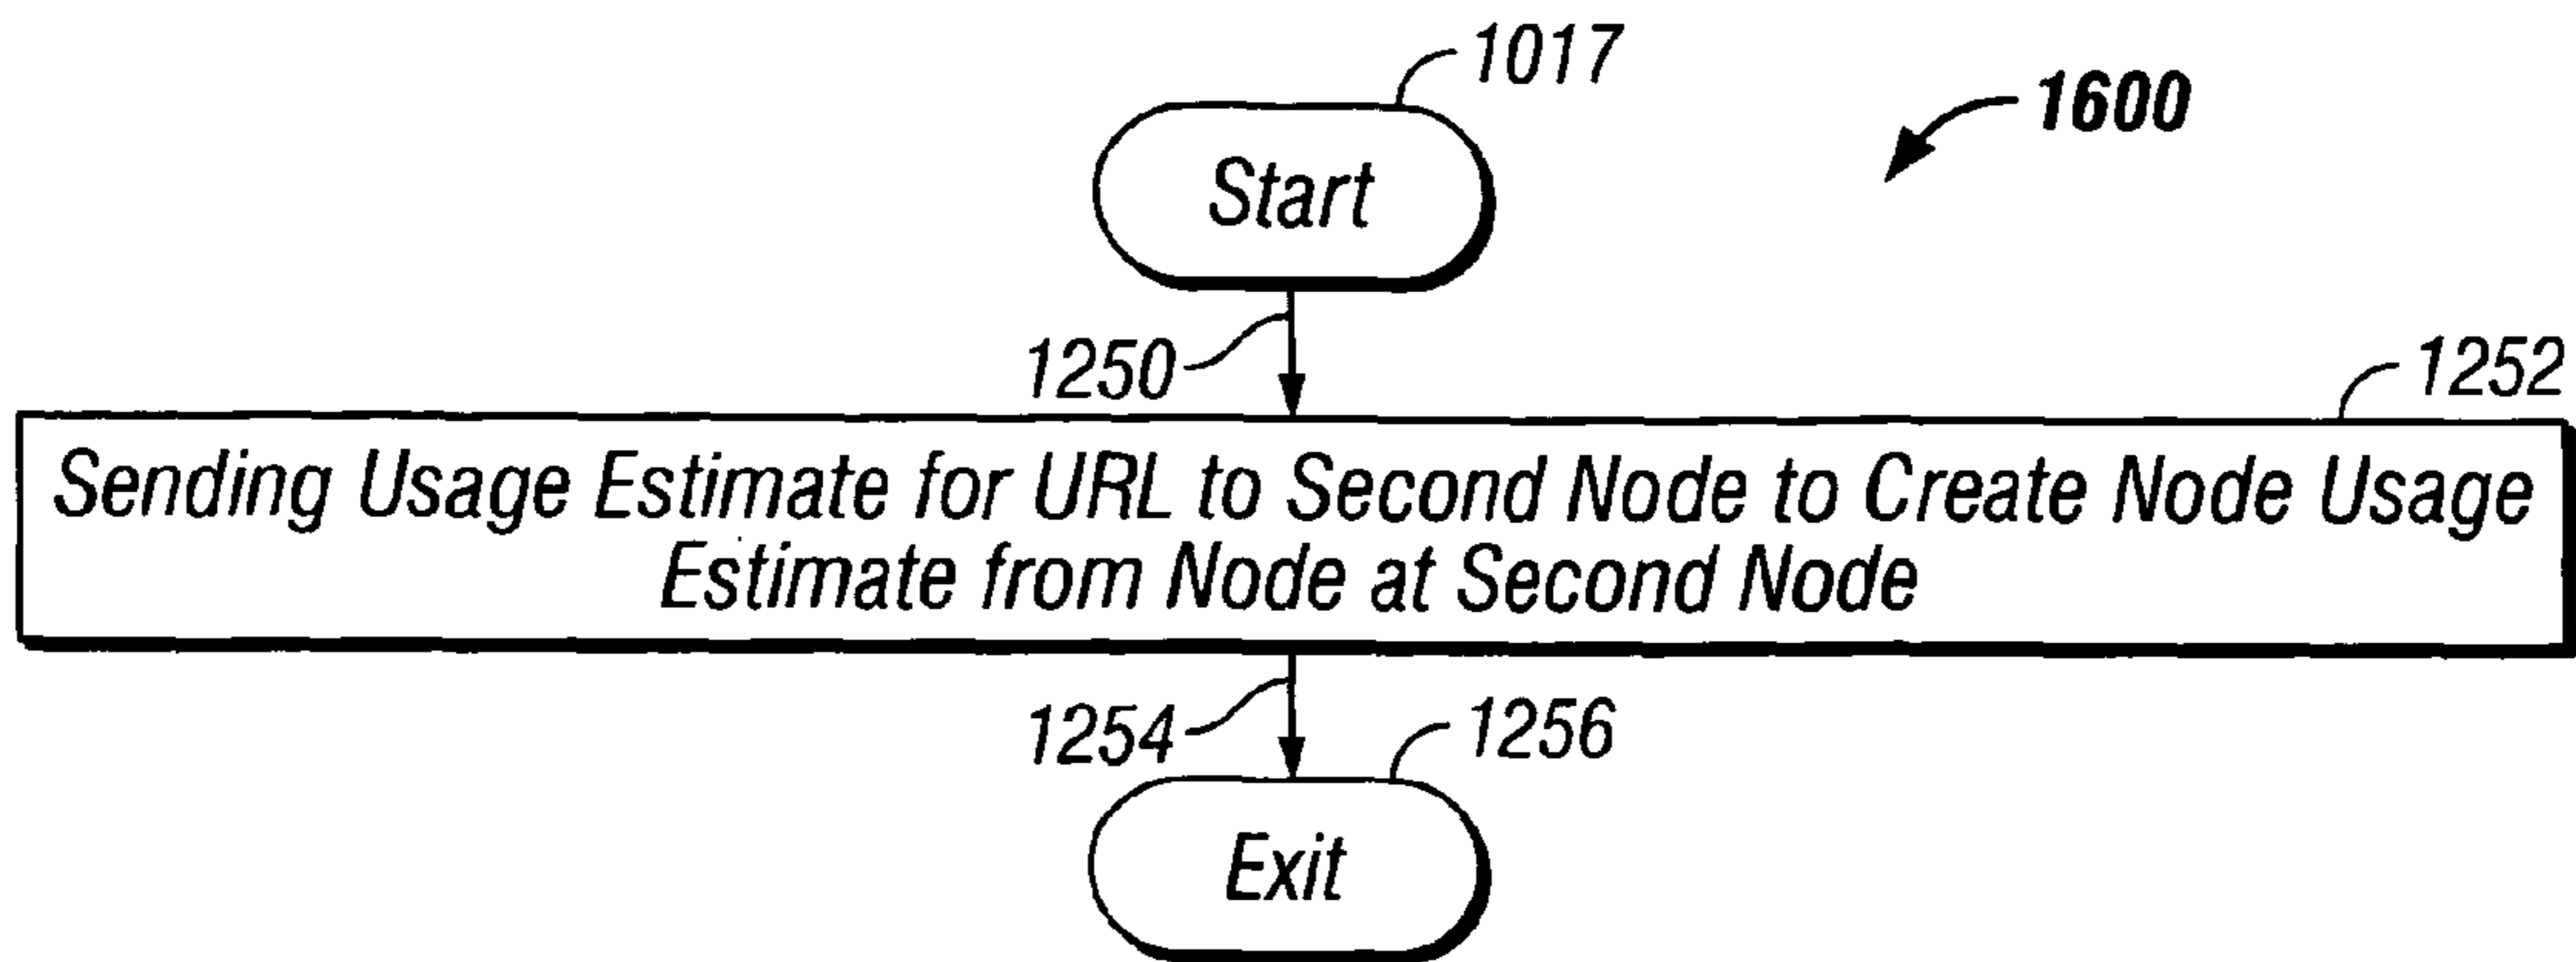 1017
1600
Start
1250
1252
Sending Usage Estimate for URL to Second Node to Create Node Usage
Estimate from Node at Second Node
1254
1256
Exit